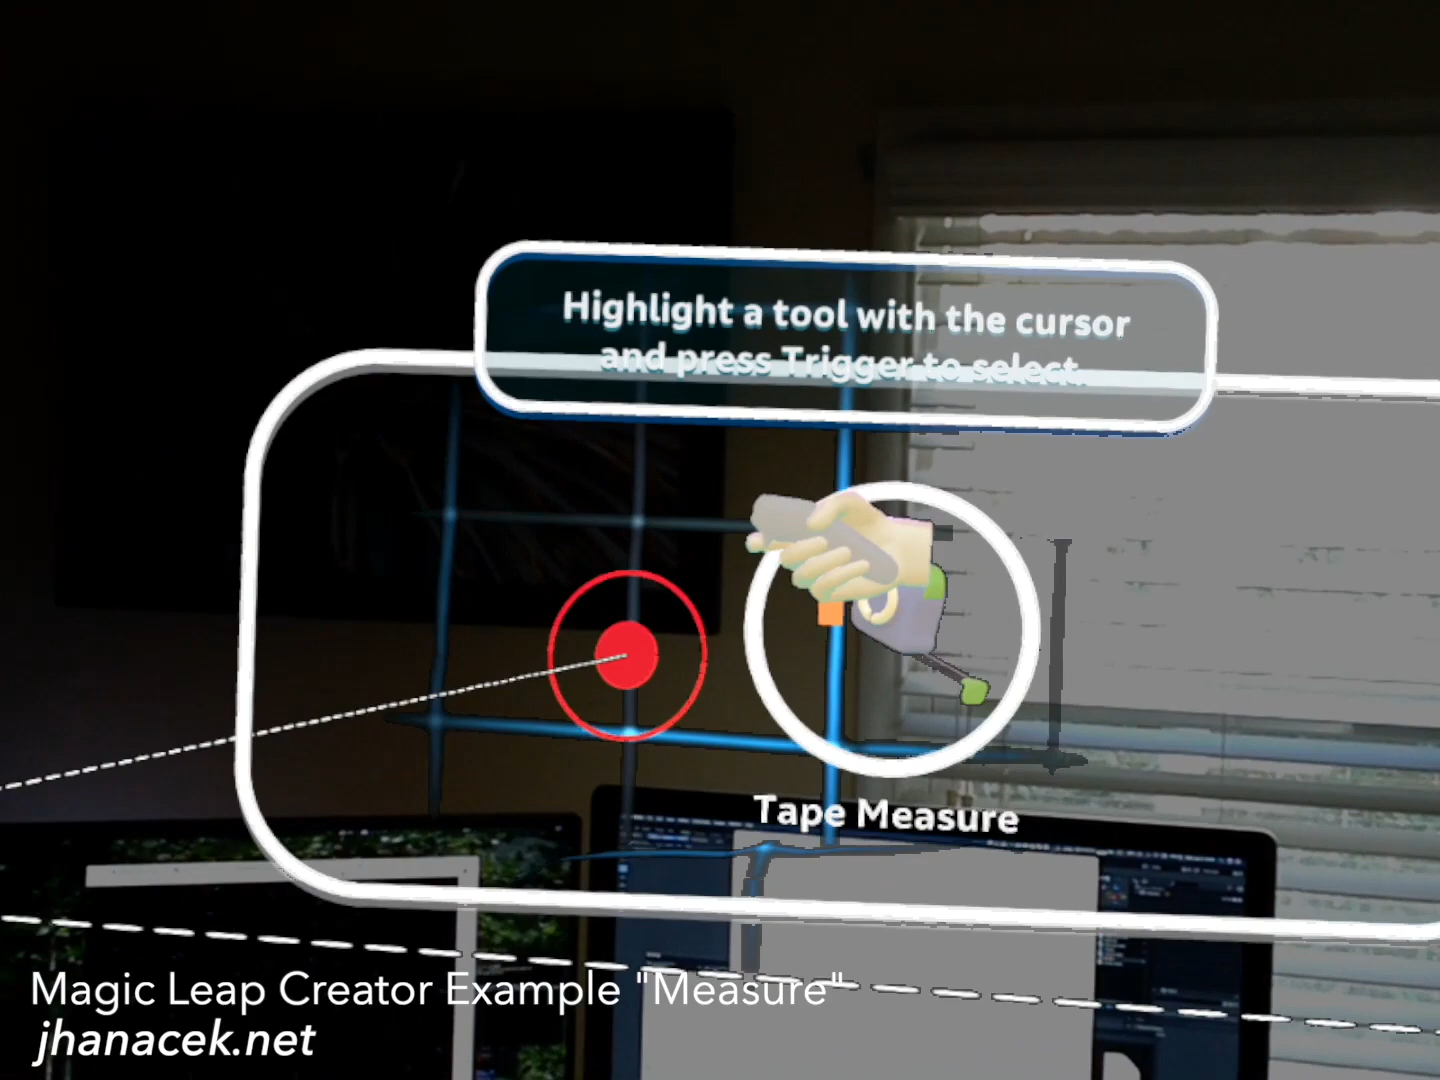 Highlight a tool with the cursor
and press Trigger to select.
Tape Measure
Magic Leap Creator Example "Measure"
jhanacek.net